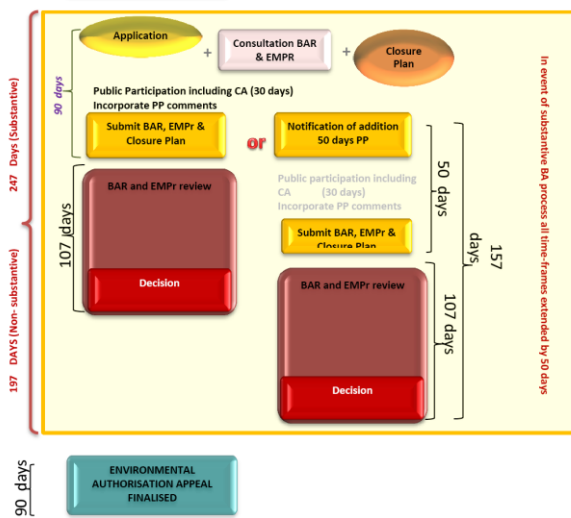 Application
+
Consultation BAR
& EMPR
+
Closure
Plan
90 days
Public Participation including CA (30 days)
Incorporate PP comments
Submit BAR, EMPr &
Closure Plan
or
Notification of addition
50 days PP
Public participation including
CA (30 days)
Incorporate PP comments
Submit BAR, EMPr &
Closure Plan
50 days
BAR and EMPr review
Decision
107 days
BAR and EMPr review
Decision
107 days
157
days
247 Days (Substantive)
197 DAYS (Non- substantive)
In event of substantive BA process all time-frames extended by 50 days
90 days
ENVIRONMENTAL
AUTHORISATION APPEAL
FINALISED